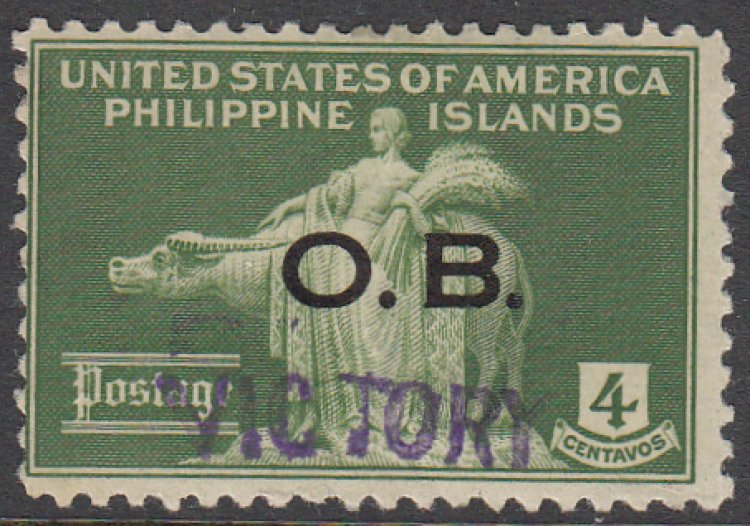 UNITED STATES OF AMERICA
PHILIPPINE ISLANDS
O.B.
Postage
VICTORY
4
CENTAVOS